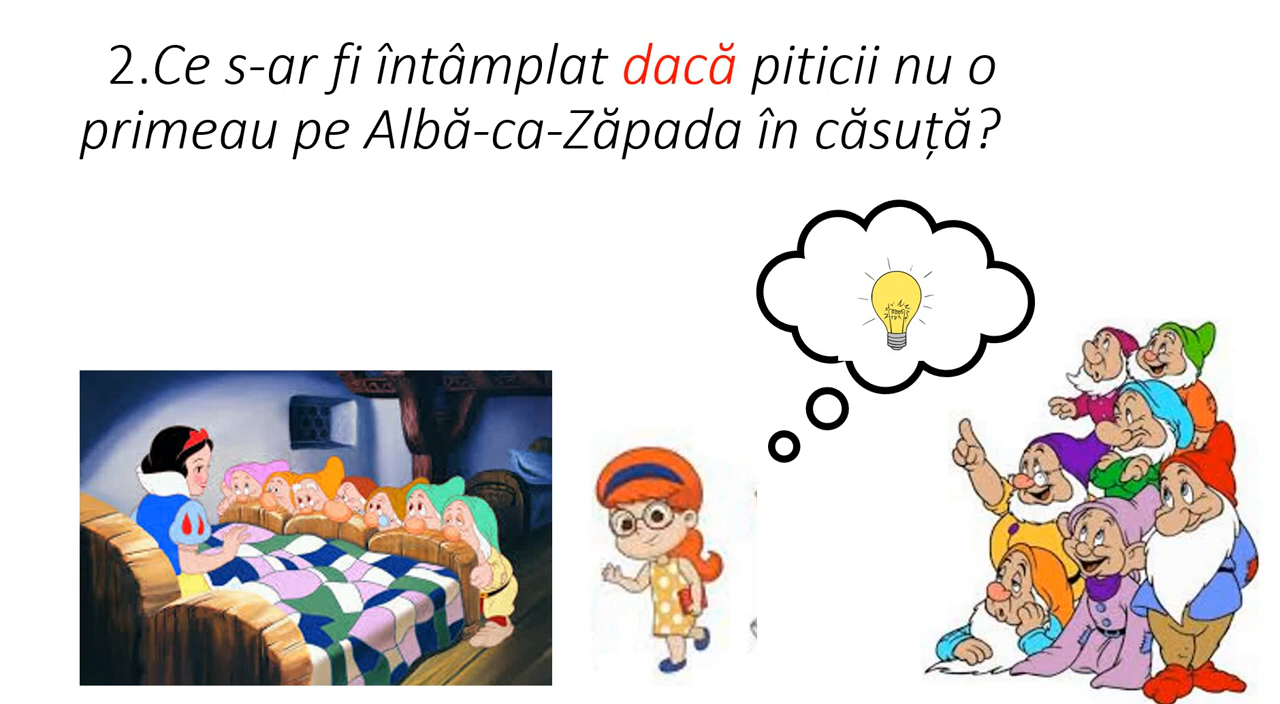 2.Ce s-ar fi întâmplat dacă piticii nu o
primeau pe Albă-ca-Zăpada în căsuță?